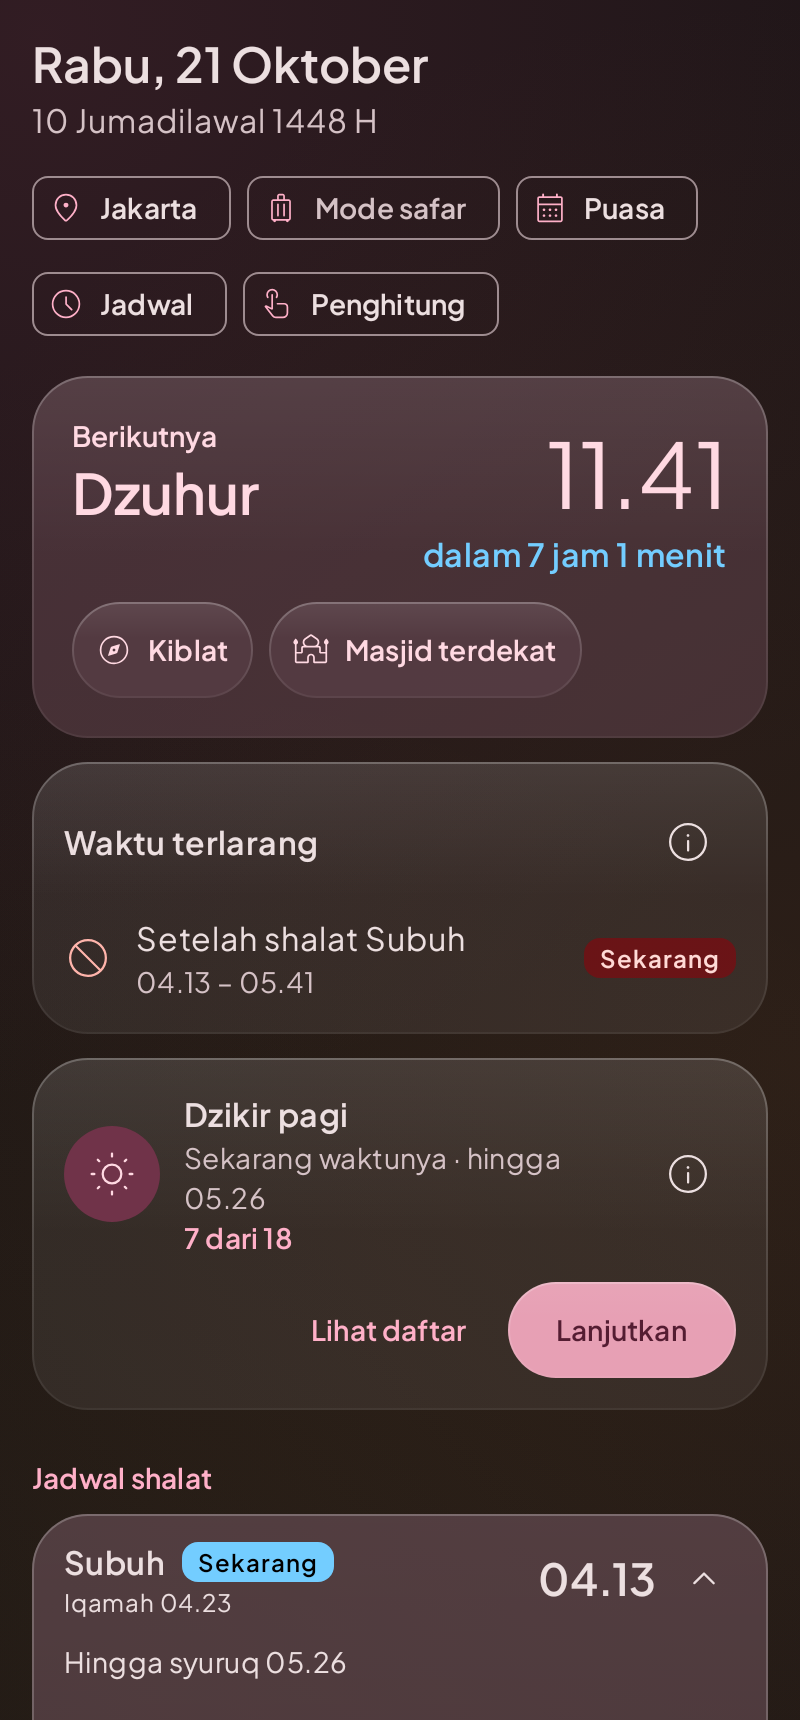 Rabu, 21 Oktober
10 Jumadilawal 1448 H
Jakarta
Mode safar
Puasa
Jadwal
Penghitung
Berikutnya
Dzuhur
11.41
dalam 7 jam 1 menit
Kiblat
Masjid terdekat
Waktu terlarang
Setelah shalat Subuh
04.13 – 05.41
Sekarang
Dzikir pagi
Sekarang waktunya · hingga
05.26
7 dari 18
Lihat daftar
Lanjutkan
Jadwal shalat
Subuh
Sekarang
04.13
Iqamah 04.23
Hingga syuruq 05.26